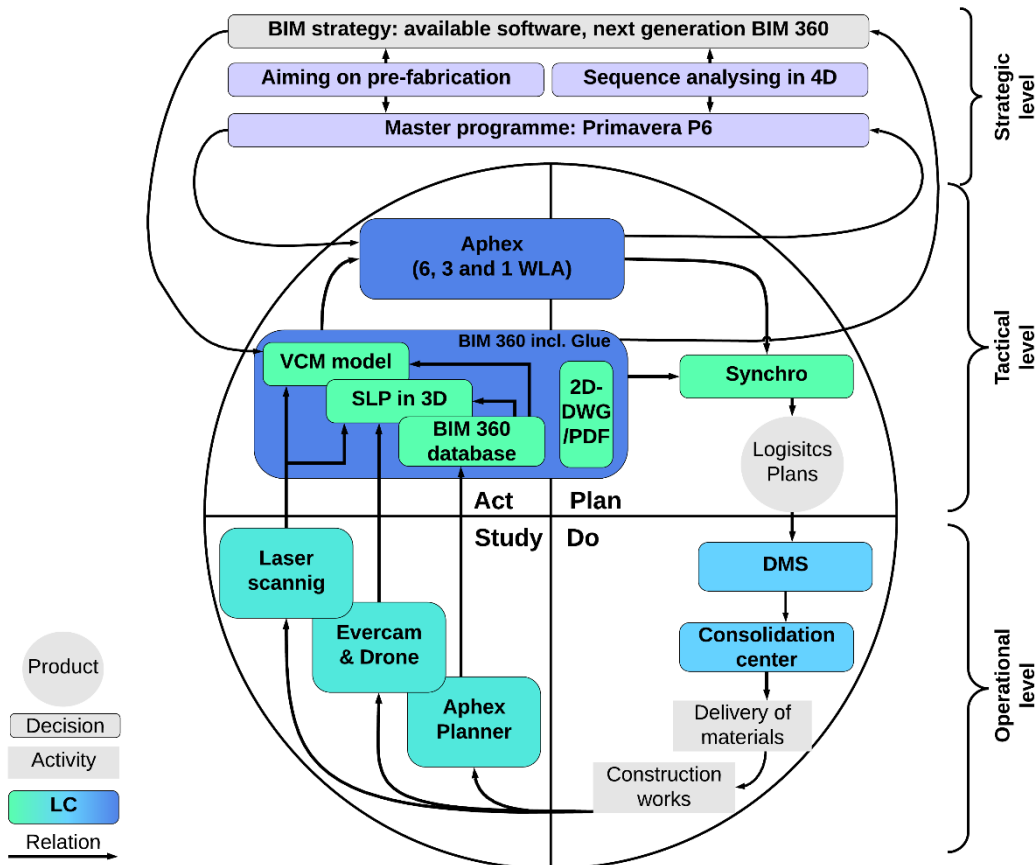 BIM strategy: available software, next generation BIM 360
Aiming on pre-fabrication
Sequence analysing in 4D
Master programme: Primavera P6
Strategic
level
Aphex
(6, 3 and 1 WLA)
BIM 360 incl. Glue
VCM model
SLP in 3D
BIM 360
database
2D-
DWG
/PDF
Synchro
Logisitcs
Plans
Tactical
level
Act
Plan
Study
Do
Laser
scannig
Evercam
& Drone
Aphex
Planner
DMS
Consolidation
center
Delivery of
materials
Construction
works
Operational
level
Product
Decision
Activity
LC
Relation